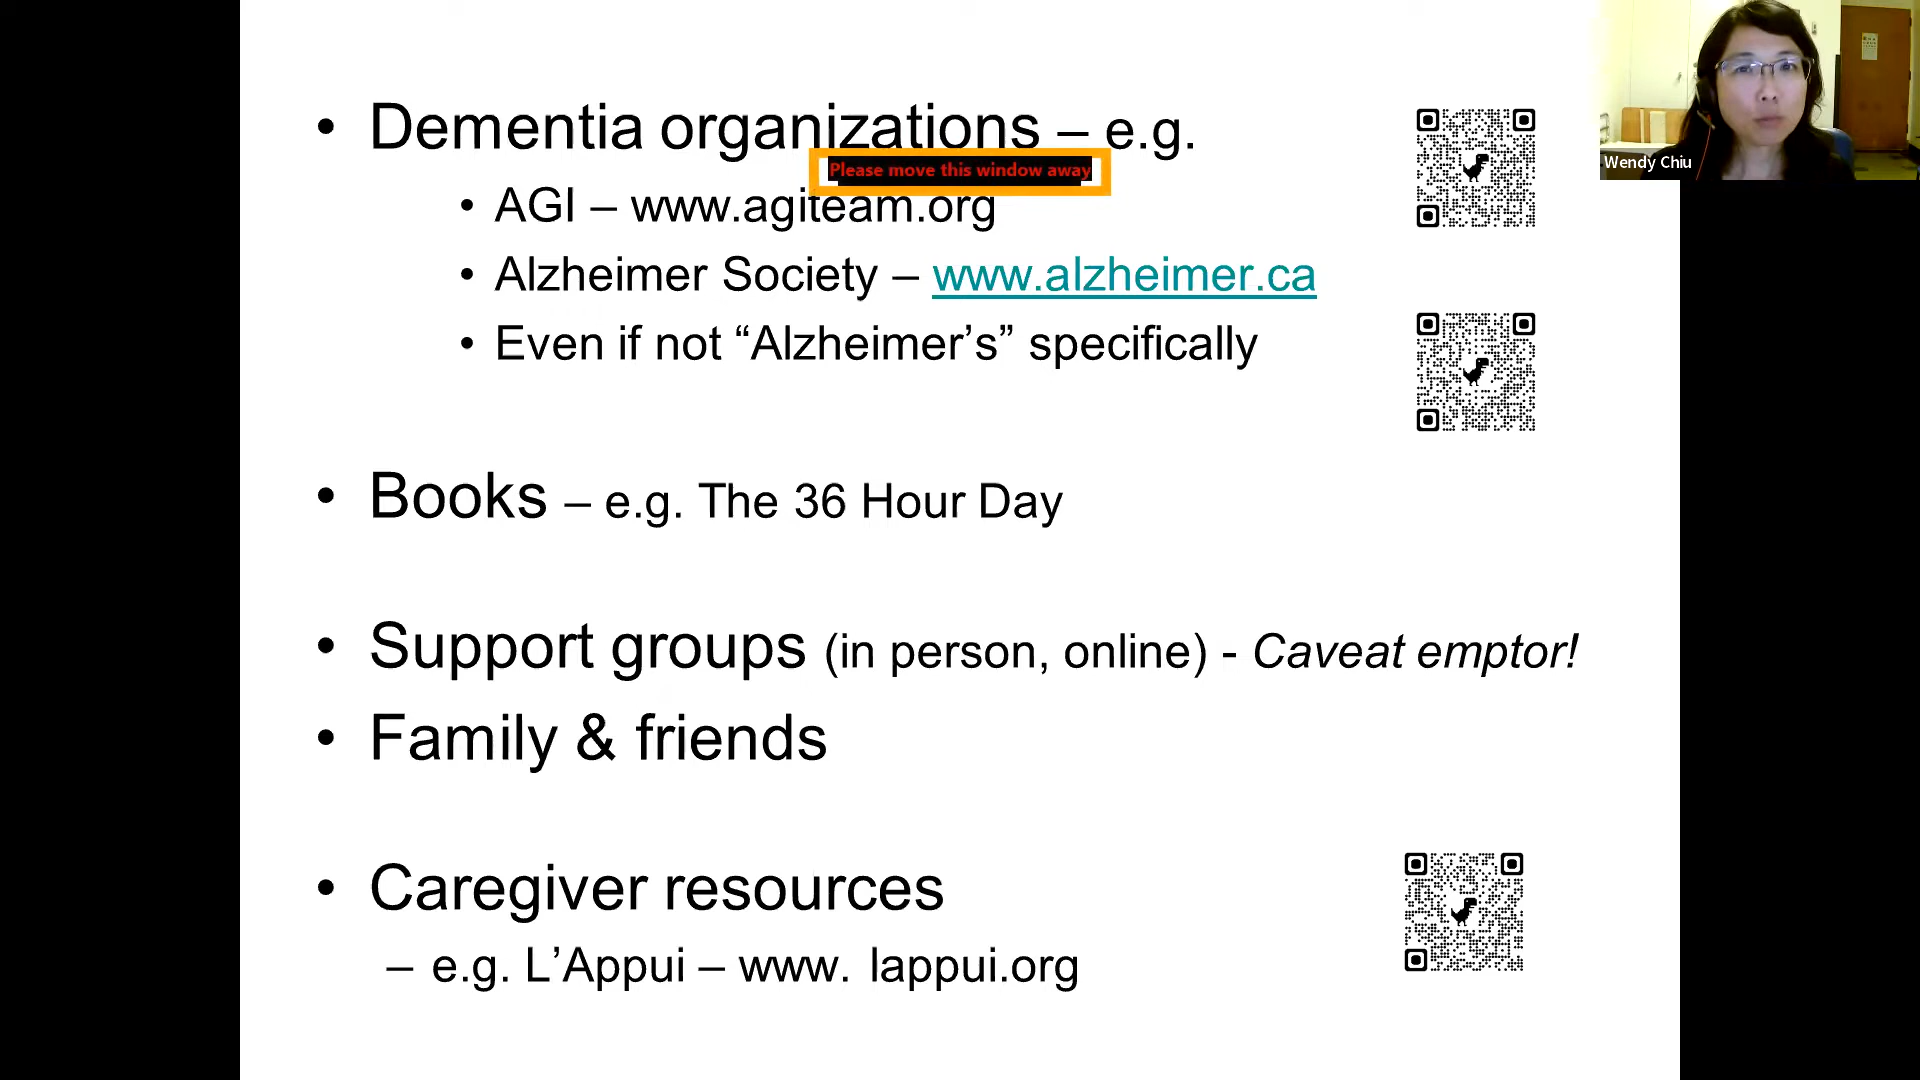 • Dementia organizations – e.g.
Please move this window away
• AGI – www.agiteam.org
• Alzheimer Society – www.alzheimer.ca
• Even if not “Alzheimer’s” specifically
• Books – e.g. The 36 Hour Day
• Support groups (in person, online) - Caveat emptor!
• Family & friends
• Caregiver resources
– e.g. L’Appui – www. lappui.org
Wendy Chiu